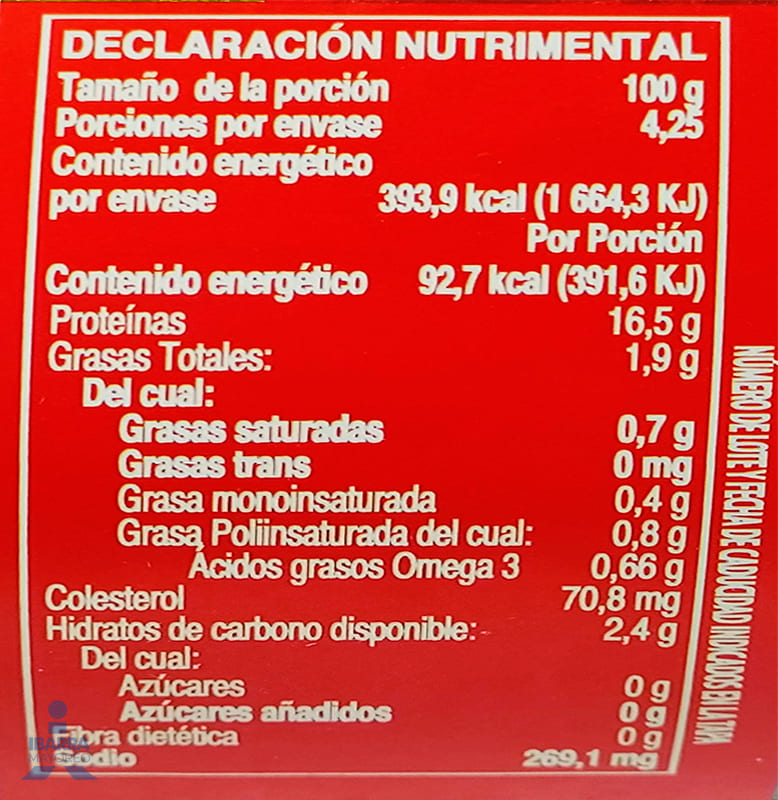 DECLARACIÓN NUTRIMENTAL
Tamaño de la porción 100 g
Porciones por envase 4,25
Contenido energético
por envase 393,9 kcal (1 664,3 KJ)
Por Porción
Contenido energético 92,7 kcal (391,6 KJ)
Proteínas 16,5 g
Grasas Totales: 1,9 g
Del cual:
Grasas saturadas 0,7 g
Grasas trans 0 mg
Grasa monoinsaturada 0,4 g
Grasa Poliinsaturada del cual: 0,8 g
Ácidos grasos Omega 3 0,66 g
Colesterol 70,8 mg
Hidratos de carbono disponible: 2,4 g
Del cual:
Azúcares 0 g
Azúcares añadidos 0 g
Fibra dietética 0 g
Sodio 269,1 mg
NÚMERO DE LOTE Y FECHA DE CADUCIDAD INDICADOS EN LA TAPA
IBARRA
MAYOREO